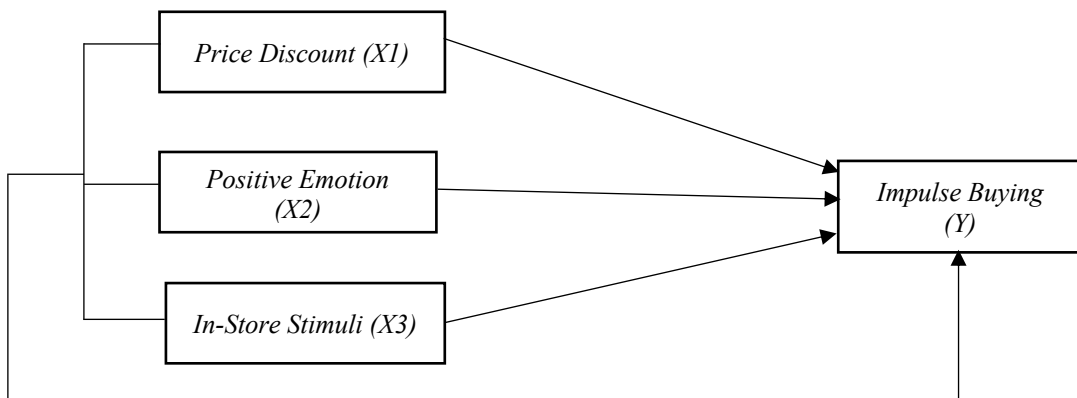 Price Discount (X1)
Positive Emotion
(X2)
Impulse Buying
(Y)
In-Store Stimuli (X3)